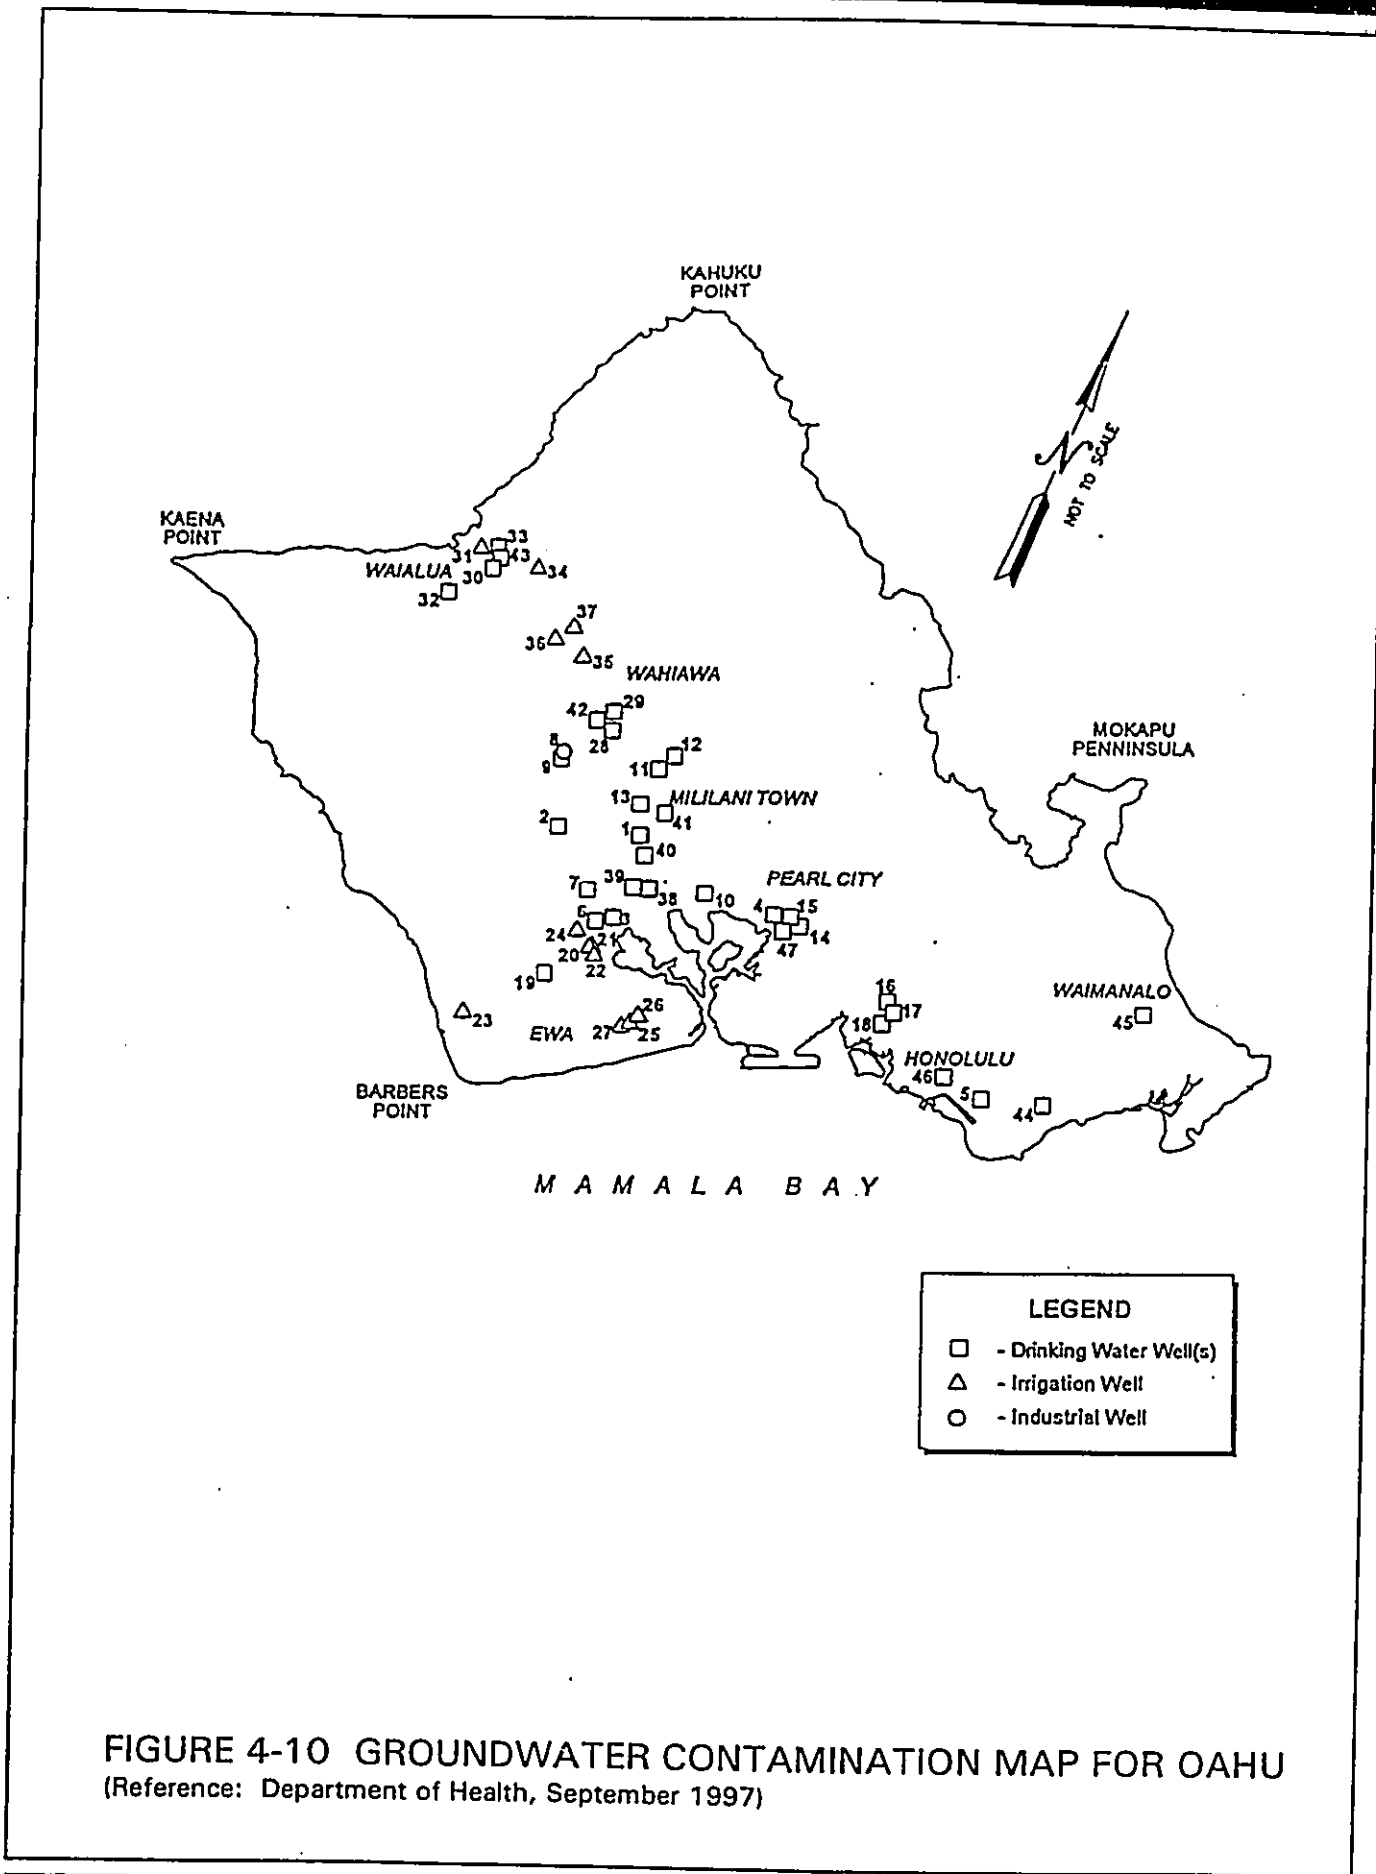 KAHUKU
POINT
N
NOT TO SCALE
KAENA
POINT
33
31
43
WAIALUA
30
34
32
37
36
35
WAHIAWA
42
29
28
8
9
12
11
MOKAPU
PENNINSULA
13
MILILANI TOWN
41
2
1
40
7
39
38
10
PEARL CITY
4
15
14
47
6
3
24
21
20
22
19
23
EWA
26
27
25
16
17
18
WAIMANALO
45
HONOLULU
46
5
44
BARBERS
POINT
MAMALA BAY
LEGEND
- Drinking Water Well(s)
- Irrigation Well
- Industrial Well
FIGURE 4-10 GROUNDWATER CONTAMINATION MAP FOR OAHU
(Reference: Department of Health, September 1997)